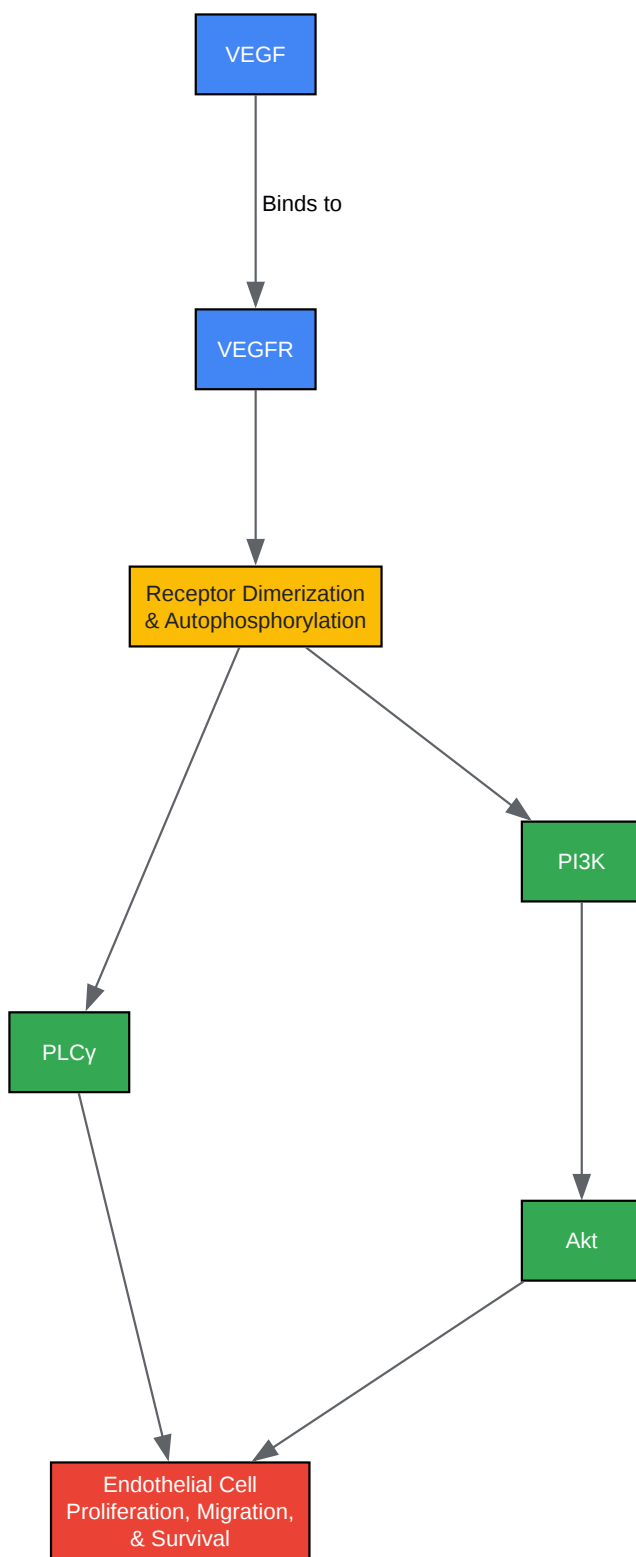 VEGF
Binds to
VEGFR
Receptor Dimerization
& Autophosphorylation
PI3K
PLCγ
Akt
Endothelial Cell
Proliferation, Migration,
& Survival